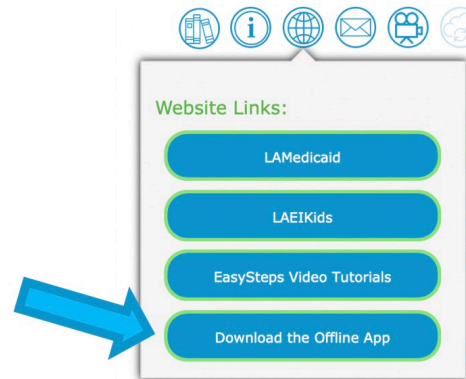 i
Website Links:
LAMedicaid
LAEIKids
EasySteps Video Tutorials
Download the Offline App